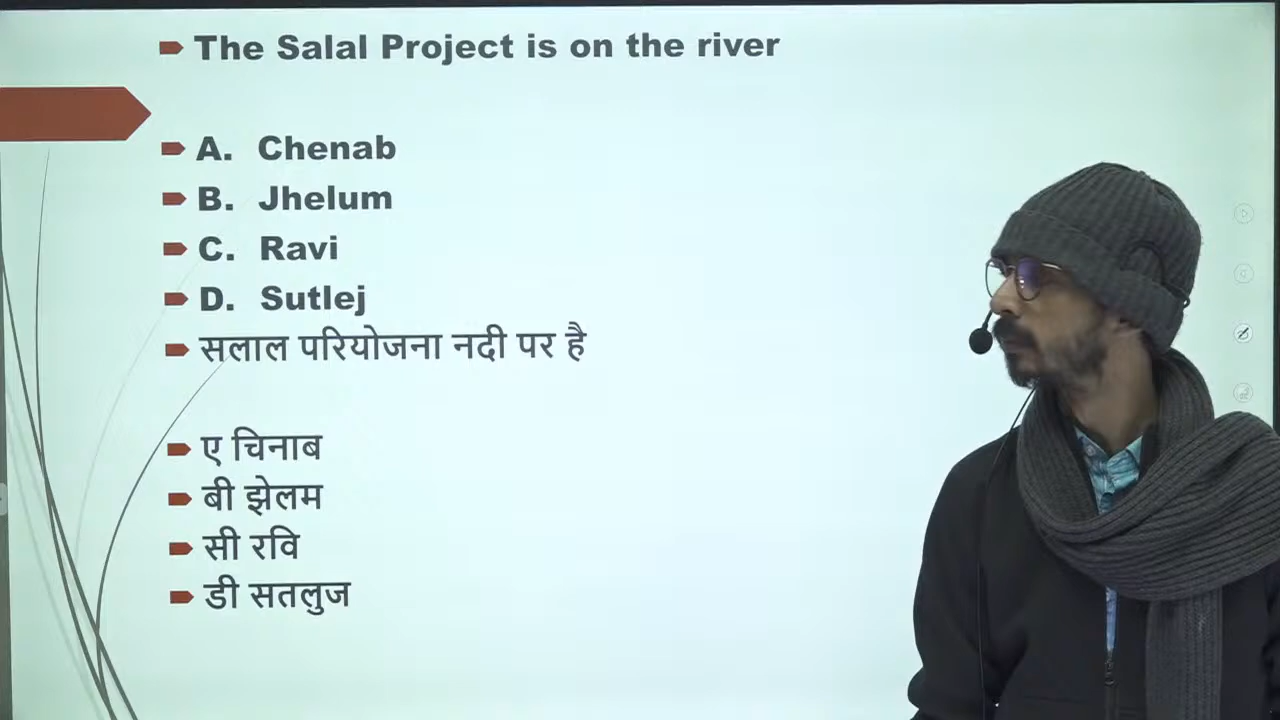 The Salal Project is on the river
A. Chenab
B. Jhelum
C. Ravi
D. Sutlej
सलाल परियोजना नदी पर है
ए चिनाब
बी झेलम
सी रवि
डी सतलुज